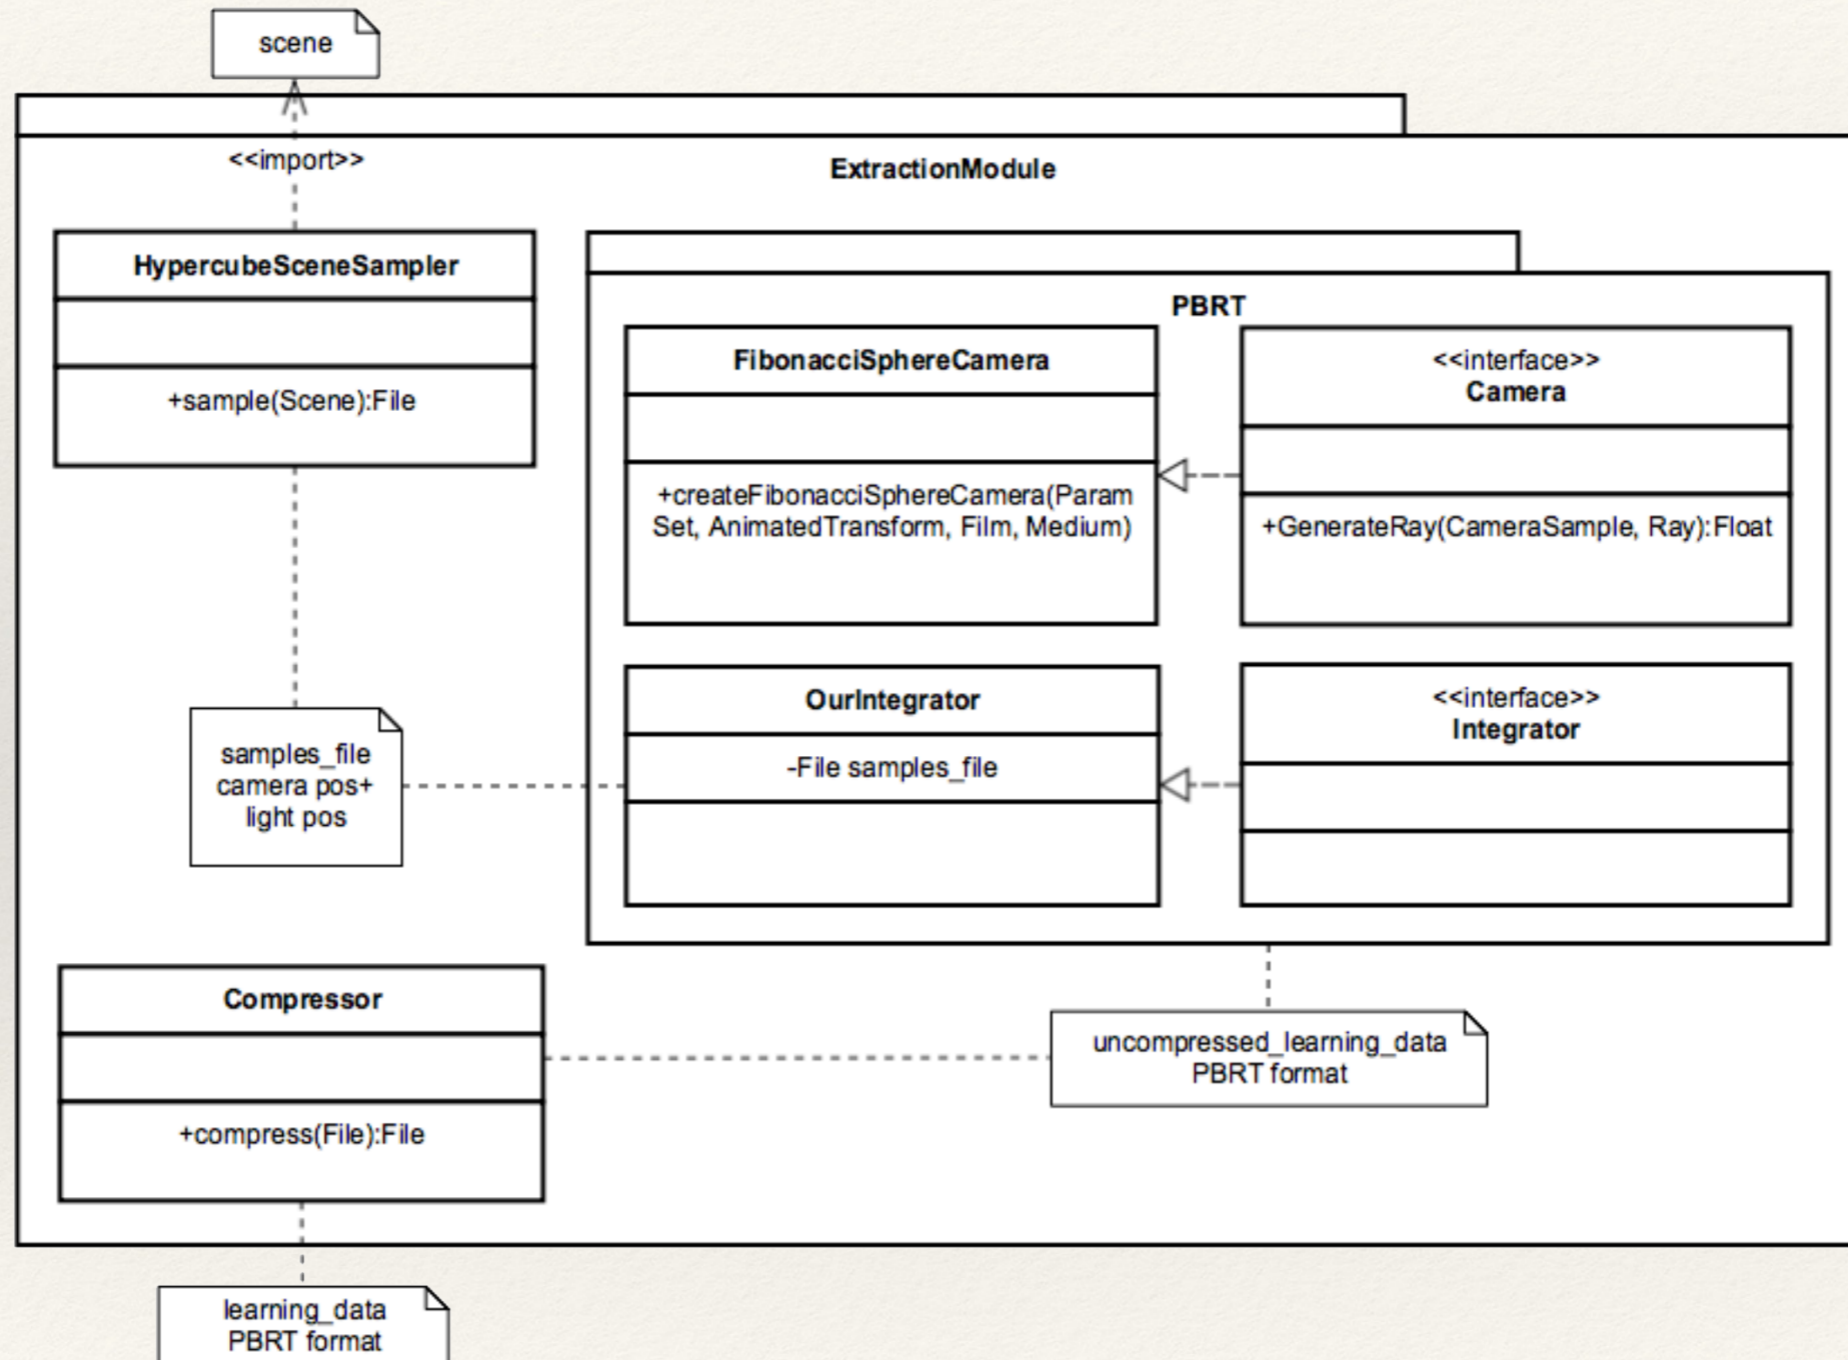 scene
<<import>>
ExtractionModule
HypercubeSceneSampler
+sample(Scene):File
PBRT
FibonacciSphereCamera
+createFibonacciSphereCamera(Param
Set, AnimatedTransform, Film, Medium)
<<interface>>
Camera
+GenerateRay(CameraSample, Ray):Float
samples_file
camera pos+
light pos
OurIntegrator
-File samples_file
<<interface>>
Integrator
Compressor
+compress(File):File
uncompressed_learning_data
PBRT format
learning_data
PBRT format